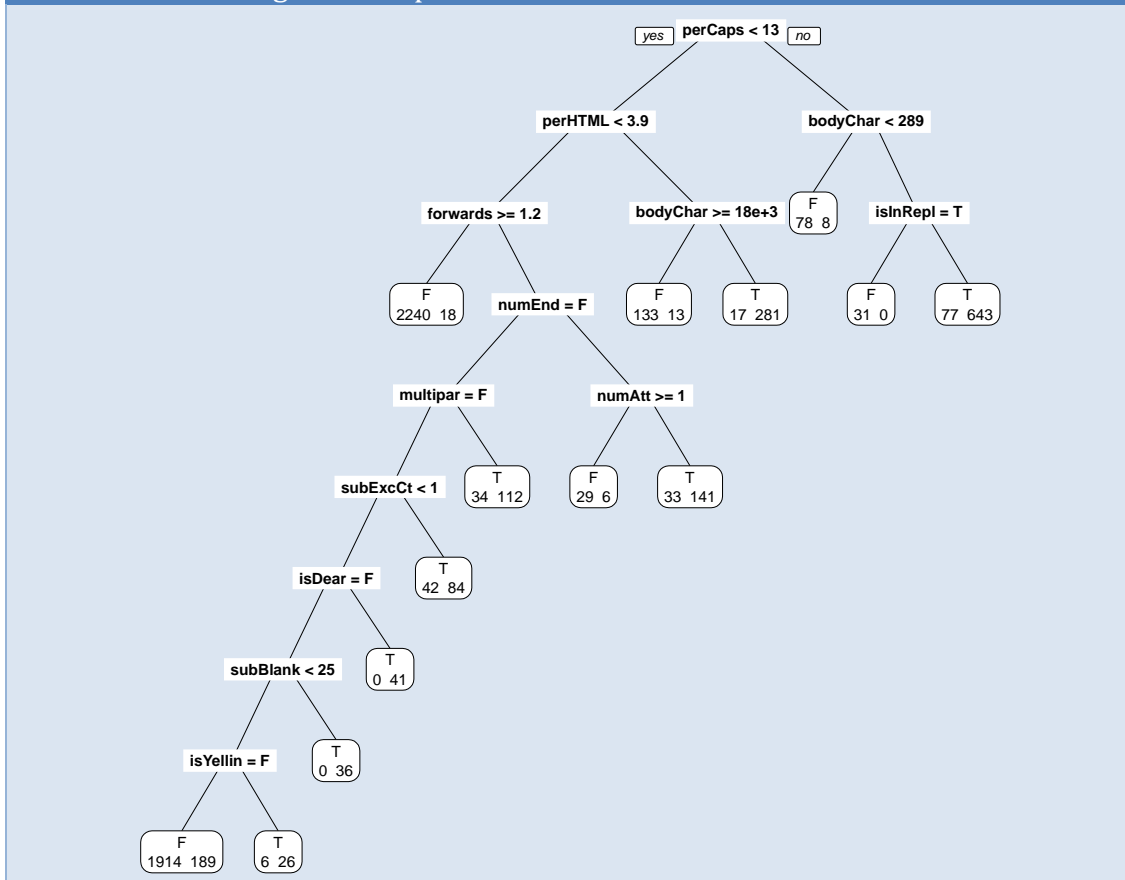 yes perCaps < 13 no
perHTML < 3.9 bodyChar < 289
forwards >= 1.2 bodyChar >= 18e+3 F isInRepl = T
78 8
F numEnd = F F T F T
2240 18 133 13 17 281 31 0 77 643
multipar = F numAtt >= 1
subExcCt < 1 T F T
34 112 29 6 33 141
isDear = F T
42 84
subBlank < 25 T
0 41
isYellin = F T
0 36
F T
1914 189 6 26